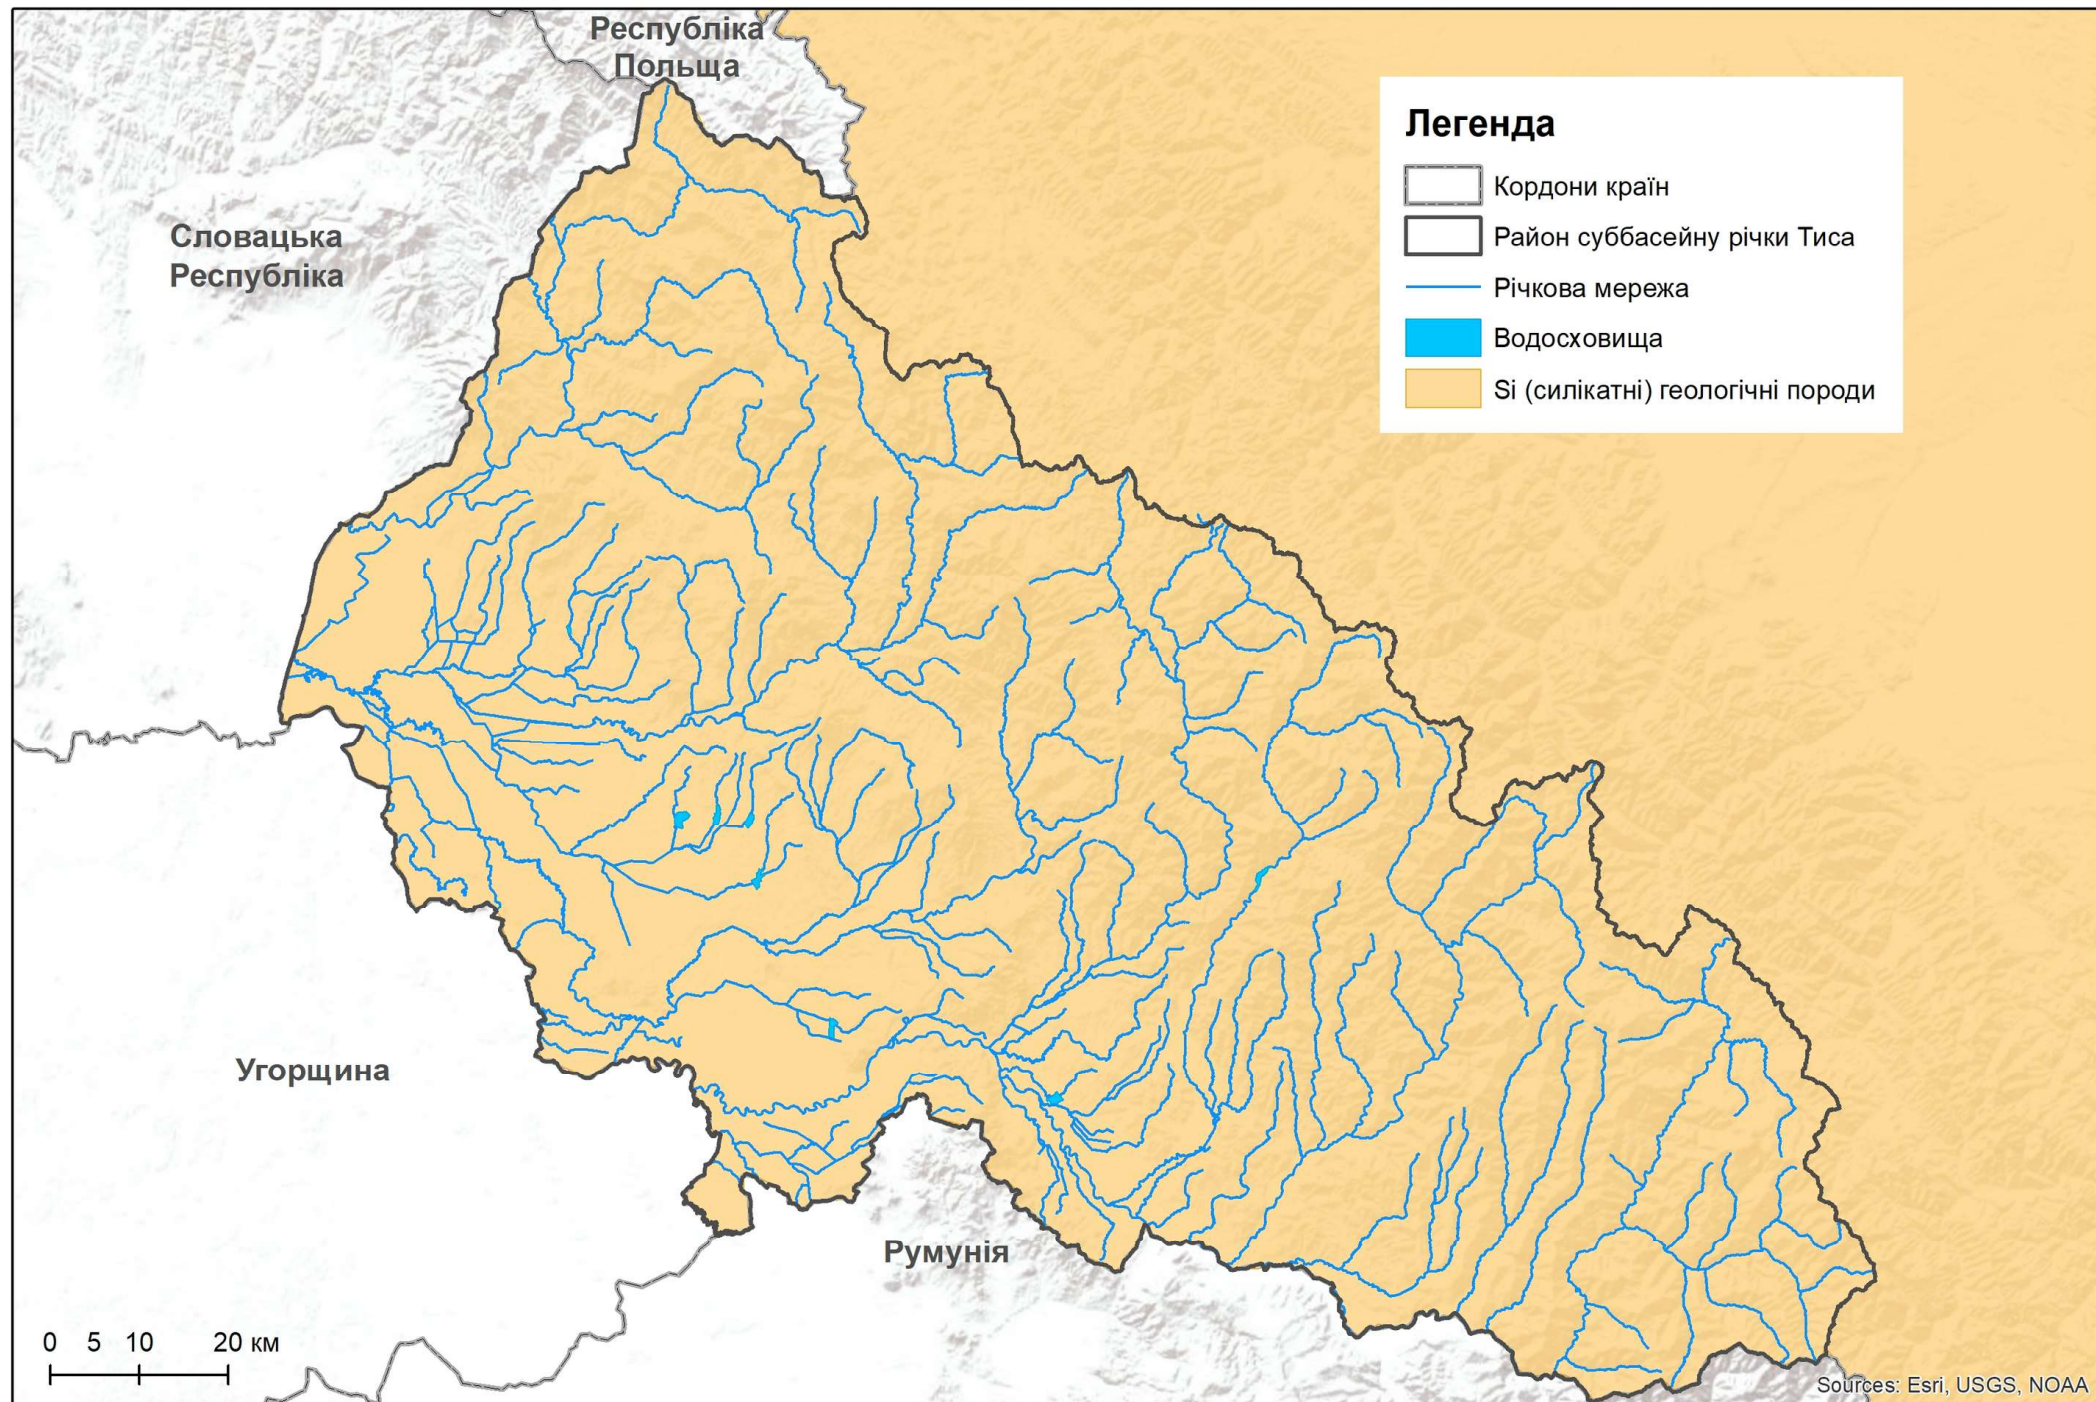 Республіка
Польща
Словацька
Республіка
Легенда
Кордони країн
Район суббасейну річки Тиса
Річкова мережа
Водосховища
Si (силікатні) геологічні породи
Угорщина
Румунія
0 5 10 20 км
Sources: Esri, USGS, NOAA